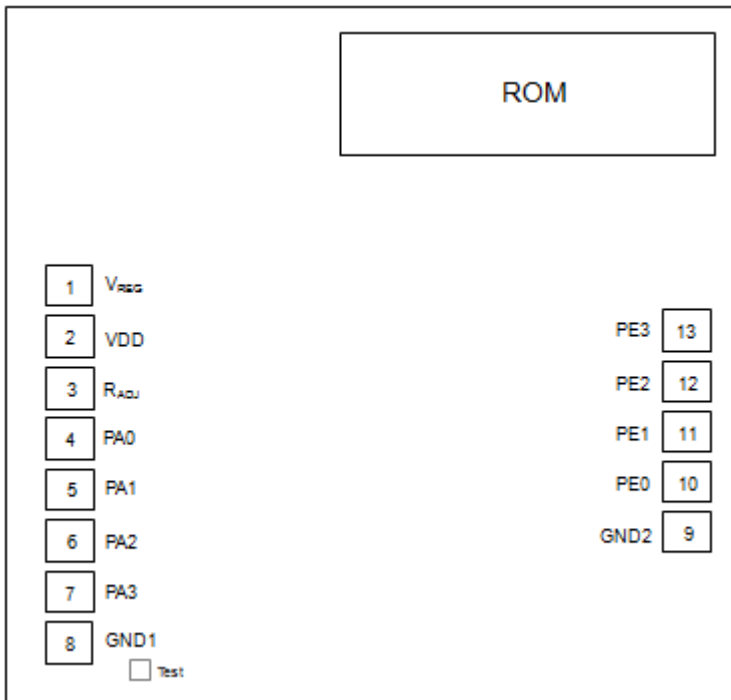 ROM
1 VREG
2 VDD
3 RADJ
4 PA0
5 PA1
6 PA2
7 PA3
8 GND1
Test
PE3 13
PE2 12
PE1 11
PE0 10
GND2 9